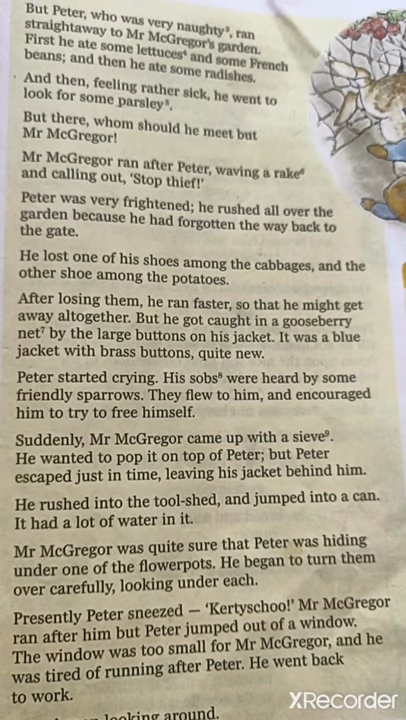 But Peter, who was very naughty³, ran
straightaway to Mr McGregor's garden.
First he ate some lettuces⁴ and some French
beans; and then he ate some radishes.
And then, feeling rather sick, he went to
look for some parsley⁵.
But there, whom should he meet but
Mr McGregor!
Mr McGregor ran after Peter, waving a rake⁶
and calling out, 'Stop thief!'
Peter was very frightened; he rushed all over the
garden because he had forgotten the way back to
the gate.
He lost one of his shoes among the cabbages, and the
other shoe among the potatoes.
After losing them, he ran faster, so that he might get
away altogether. But he got caught in a gooseberry
net⁷ by the large buttons on his jacket. It was a blue
jacket with brass buttons, quite new.
Peter started crying. His sobs⁸ were heard by some
friendly sparrows. They flew to him, and encouraged
him to try to free himself.
Suddenly, Mr McGregor came up with a sieve⁹.
He wanted to pop it on top of Peter; but Peter
escaped just in time, leaving his jacket behind him.
He rushed into the tool-shed, and jumped into a can.
It had a lot of water in it.
Mr McGregor was quite sure that Peter was hiding
under one of the flowerpots. He began to turn them
over carefully, looking under each.
Presently Peter sneezed — 'Kertyschoo!' Mr McGregor
ran after him but Peter jumped out of a window.
The window was too small for Mr McGregor, and he
was tired of running after Peter. He went back
to work.
looking around.
XRecorder